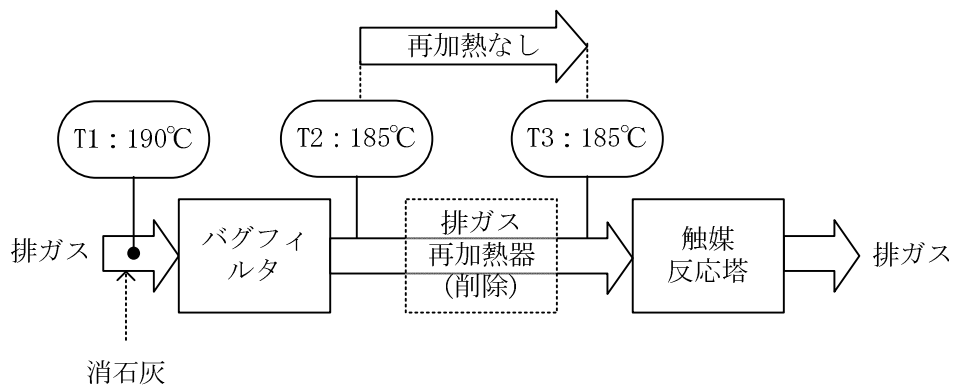 再加熱なし
T1：190℃
T2：185℃
T3：185℃
排ガス
バグフィ
ルタ
排ガス
再加熱器
(削除)
触媒
反応塔
排ガス
消石灰